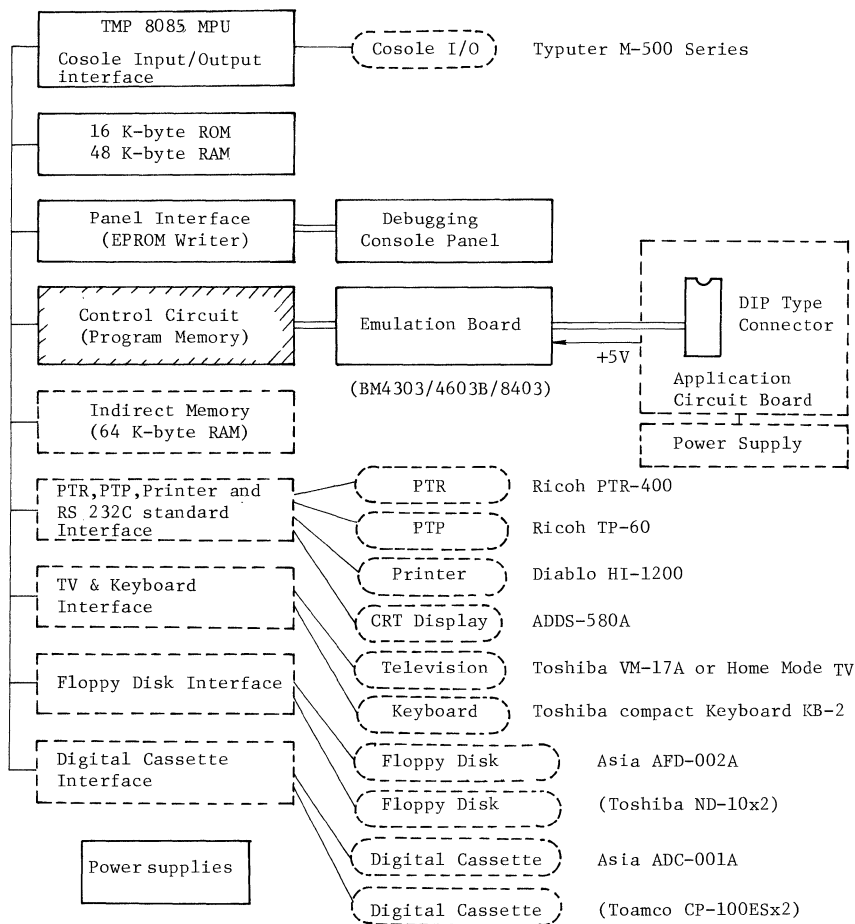 TMP 8085 MPU
Cosole Input/Output
interface
Cosole I/O
Typuter M-500 Series
16 K-byte ROM
48 K-byte RAM
Panel Interface
(EPROM Writer)
Debugging
Console Panel
Control Circuit
(Program Memory)
Emulation Board
(BM4303/4603B/8403)
+5V
DIP Type
Connector
Application
Circuit Board
Power Supply
Indirect Memory
(64 K-byte RAM)
PTR,PTP,Printer and
RS 232C standard
Interface
PTR
Ricoh PTR-400
PTP
Ricoh TP-60
Printer
Diablo HI-1200
CRT Display
ADDS-580A
TV & Keyboard
Interface
Television
Toshiba VM-17A or Home Mode TV
Keyboard
Toshiba compact Keyboard KB-2
Floppy Disk Interface
Floppy Disk
Asia AFD-002A
Floppy Disk
(Toshiba ND-10x2)
Digital Cassette
Interface
Digital Cassette
Asia ADC-001A
Digital Cassette
(Toamco CP-100ESx2)
Power supplies